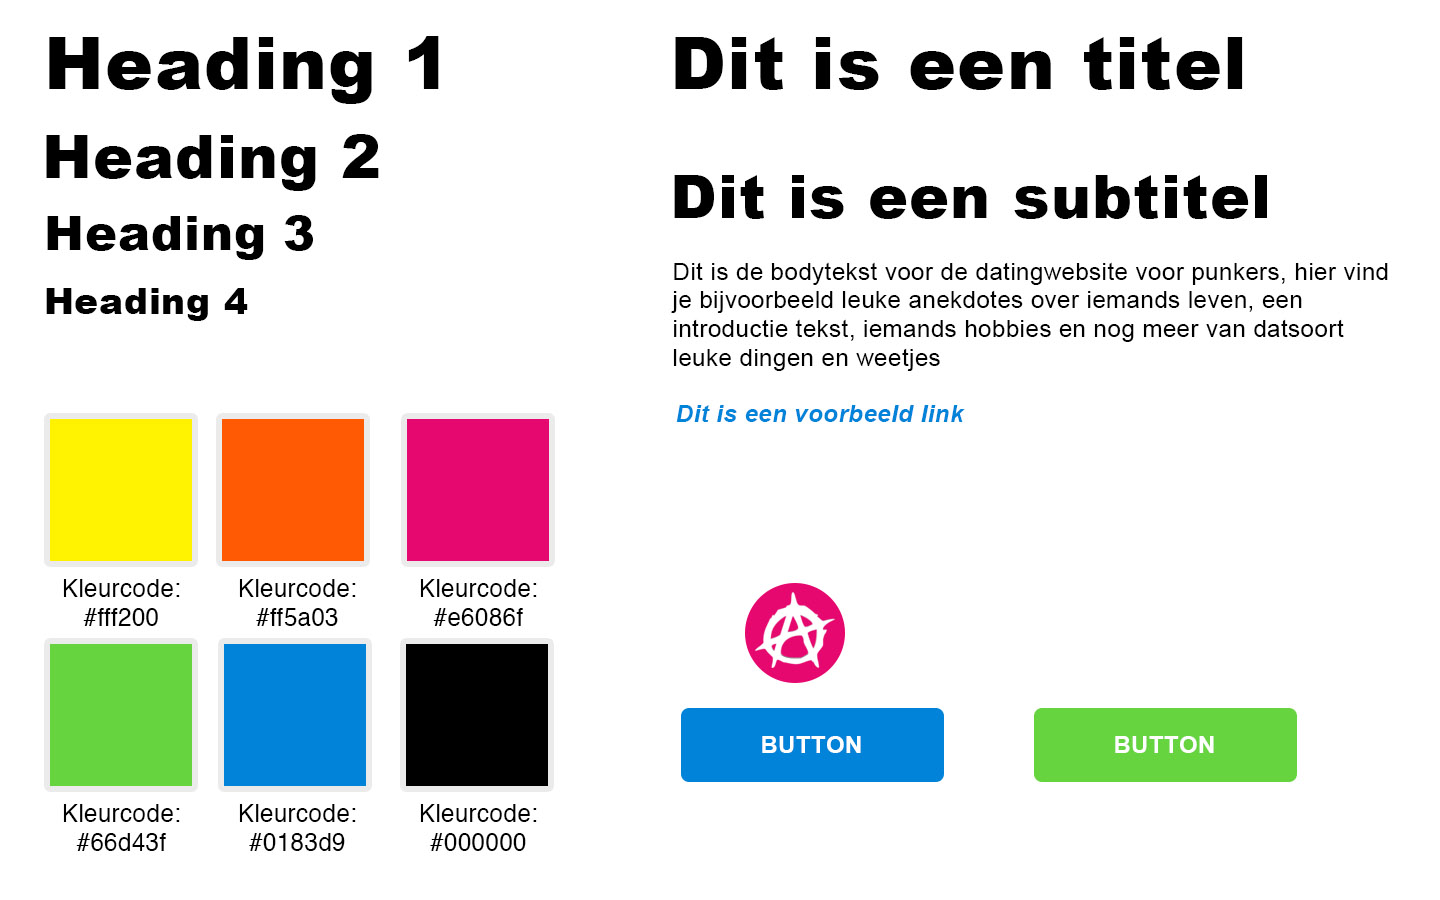 Heading 1
Heading 2
Heading 3
Heading 4
Kleurcode:
#fff200
Kleurcode:
#ff5a03
Kleurcode:
#e6086f
Kleurcode:
#66d43f
Kleurcode:
#0183d9
Kleurcode:
#000000
Dit is een titel
Dit is een subtitel
Dit is de bodytekst voor de datingwebsite voor punkers, hier vind
je bijvoorbeeld leuke anekdotes over iemands leven, een
introductie tekst, iemands hobbies en nog meer van datsoort
leuke dingen en weetjes
Dit is een voorbeeld link
BUTTON
BUTTON